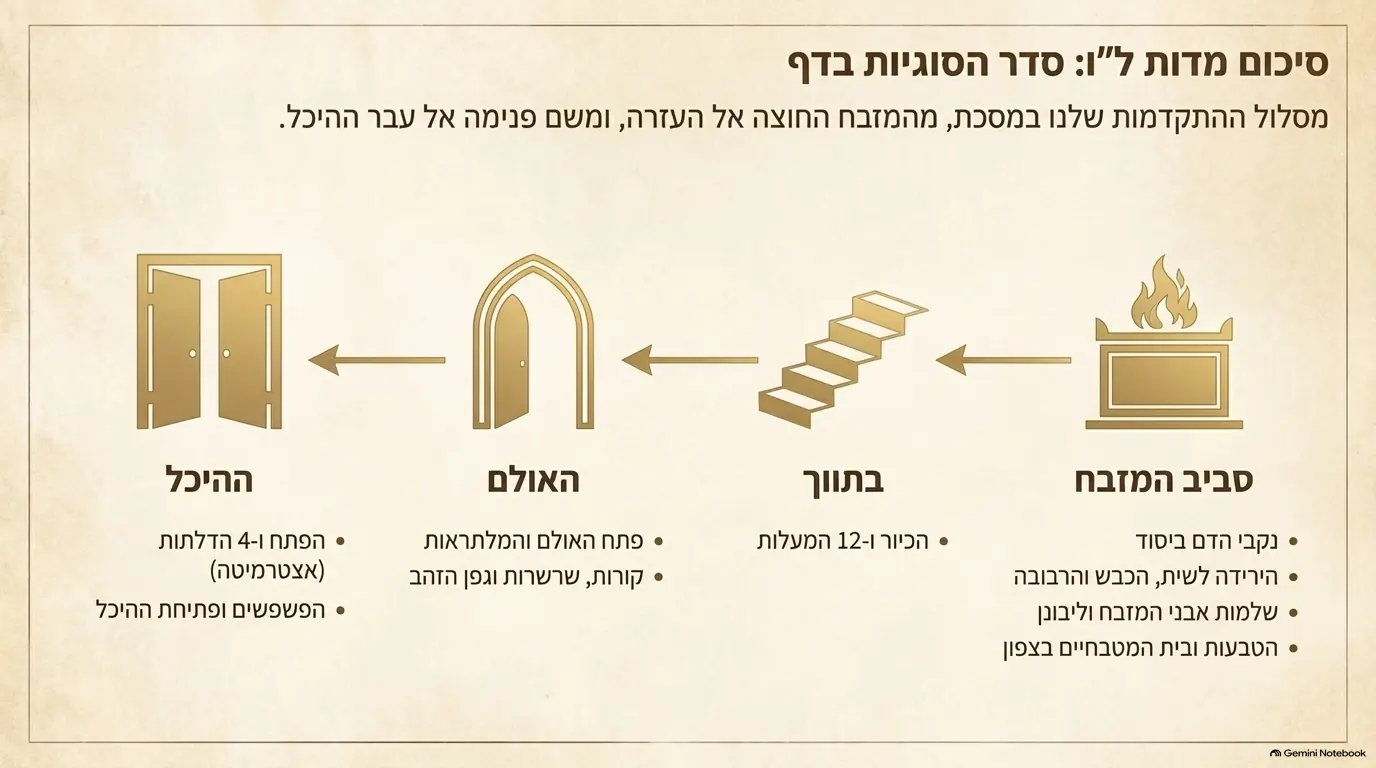 סיכום מדות ל"ו: סדר הסוגיות בדף
מסלול ההתקדמות שלנו במסכת, מהמזבח החוצה אל העזרה, ומשם פנימה אל עבר ההיכל.
סביב המזבח
• נקבי הדם ביסוד
• הירידה לשית, הכבש והרבובה
• שלמות אבני המזבח וליבונן
• הטבעות ובית המטבחיים בצפון
בתווך
• הכיור ו-12 המעלות
האולם
• פתח האולם והמלתראות
• קורות, שרשרות וגפן הזהב
ההיכל
• הפתח ו-4 הדלתות
(אצטרמיטה)
• הפשפשים ופתיחת ההיכל
Gemini Notebook